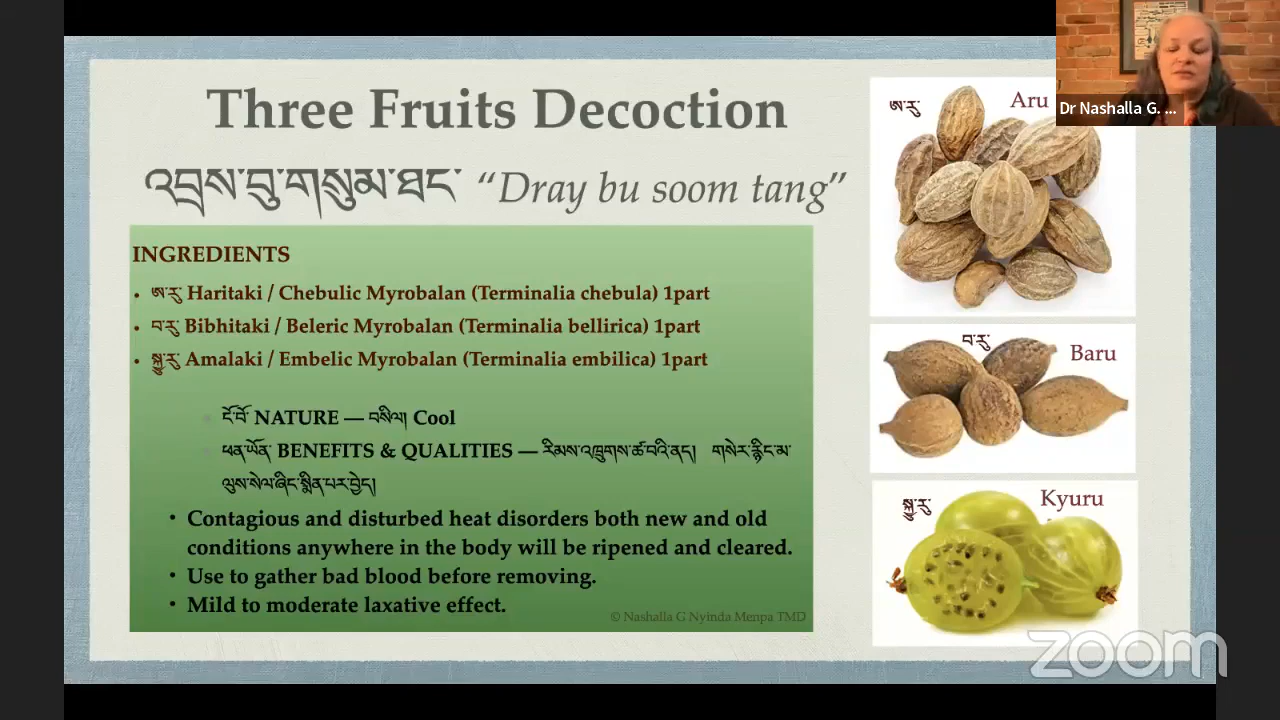 Three Fruits Decoction
འབྲས་བུ་གསུམ་ཐང་ “Dray bu soom tang”
INGREDIENTS
• ཨ་རུ་ Haritaki / Chebulic Myrobalan (Terminalia chebula) 1part
• བ་རུ་ Bibhitaki / Beleric Myrobalan (Terminalia bellirica) 1part
• སྐྱུ་རུ་ Amalaki / Embelic Myrobalan (Terminalia embilica) 1part
ངོ་བོ་ NATURE — བསིལ། Cool
ཕན་ཡོན་ BENEFITS & QUALITIES — རིམས་འཁྲུགས་ཚ་བའི་ནད། གསེར་རྙིང་མ་
ལུས་སེལ་ཞིང་སྨིན་པར་བྱེད།
• Contagious and disturbed heat disorders both new and old
conditions anywhere in the body will be ripened and cleared.
• Use to gather bad blood before removing.
• Mild to moderate laxative effect.
© Nashalla G Nyinda Menpa TMD
ཨ་རུ་ Aru
བ་རུ་ Baru
སྐྱུ་རུ་ Kyuru
Dr Nashalla G. ...
zoom